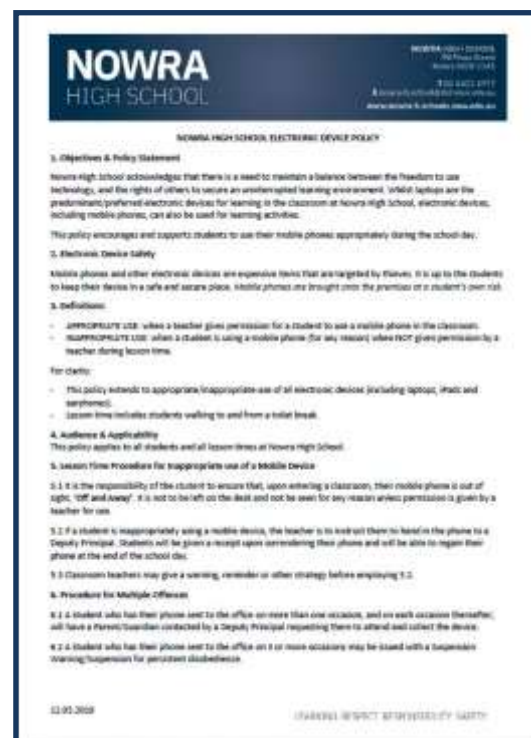 NOWRA
HIGH SCHOOL
NOWRA HIGH SCHOOL
www.nowra-h.schools.nsw.edu.au
NOWRA HIGH SCHOOL ELECTRONIC DEVICE POLICY
1. Objectives & Policy Statement
Nowra High School acknowledges that there is a need to maintain a balance between the freedom to use
technology, and the rights of others to secure an uninterrupted learning environment. Whilst laptops are the
predominant/preferred electronic devices for learning in the classroom at Nowra High School, electronic devices,
including mobile phones, can also be used for learning activities.
This policy encourages and supports students to use their mobile phones appropriately during the school day.
2. Electronic Device Safety
Mobile phones and other electronic devices are expensive items that are targeted by thieves. It is up to the students
to keep their device in a safe and secure place. Mobile phones are brought onto the premises at a student's own risk.
3. Definitions
- APPROPRIATE USE: when a teacher gives permission for a student to use a mobile phone in the classroom.
- INAPPROPRIATE USE: when a student is using a mobile phone (for any reason) when NOT given permission by a
teacher during lesson time.
For clarity:
- This policy extends to appropriate/inappropriate use of all electronic devices (including laptops, iPads and
earphones).
- Lesson time includes students walking to and from a toilet break.
4. Audience & Applicability
This policy applies to all students and all lesson times at Nowra High School.
5. Lesson Time Procedure for Inappropriate use of a Mobile Device
5.1 It is the responsibility of the student to ensure that, upon entering a classroom, their mobile phone is out of
sight, 'Off and Away'. It is not to be left on the desk and not be seen for any reason unless permission is given by a
teacher for use.
5.2 If a student is inappropriately using a mobile device, the teacher is to instruct them to hand in the phone to a
Deputy Principal. Students will be given a receipt upon surrendering their phone and will be able to regain their
phone at the end of the school day.
5.3 Classroom teachers may give a warning, reminder or other strategy before employing 5.2.
6. Procedure for Multiple Offences
6.1 A student who has their phone sent to the office on more than one occasion, and on each occasion thereafter,
will have a Parent/Guardian contacted by a Deputy Principal requesting them to attend and collect the device.
6.2 A student who has their phone sent to the office on 3 or more occasions may be issued with a Suspension
Warning/Suspension for persistent disobedience.
LEARNING RESPECT RESPONSIBILITY SAFETY